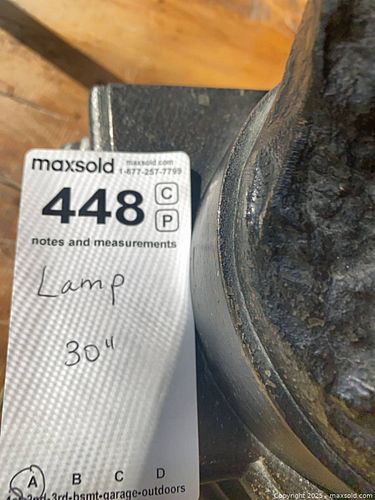 maxsold maxsold.com
1-877-257-7799
448 C
P
notes and measurements
Lamp
30"
A B C D
2nd-3rd-bsmt-garage-outdoors
Copyright 2025 - maxsold.com